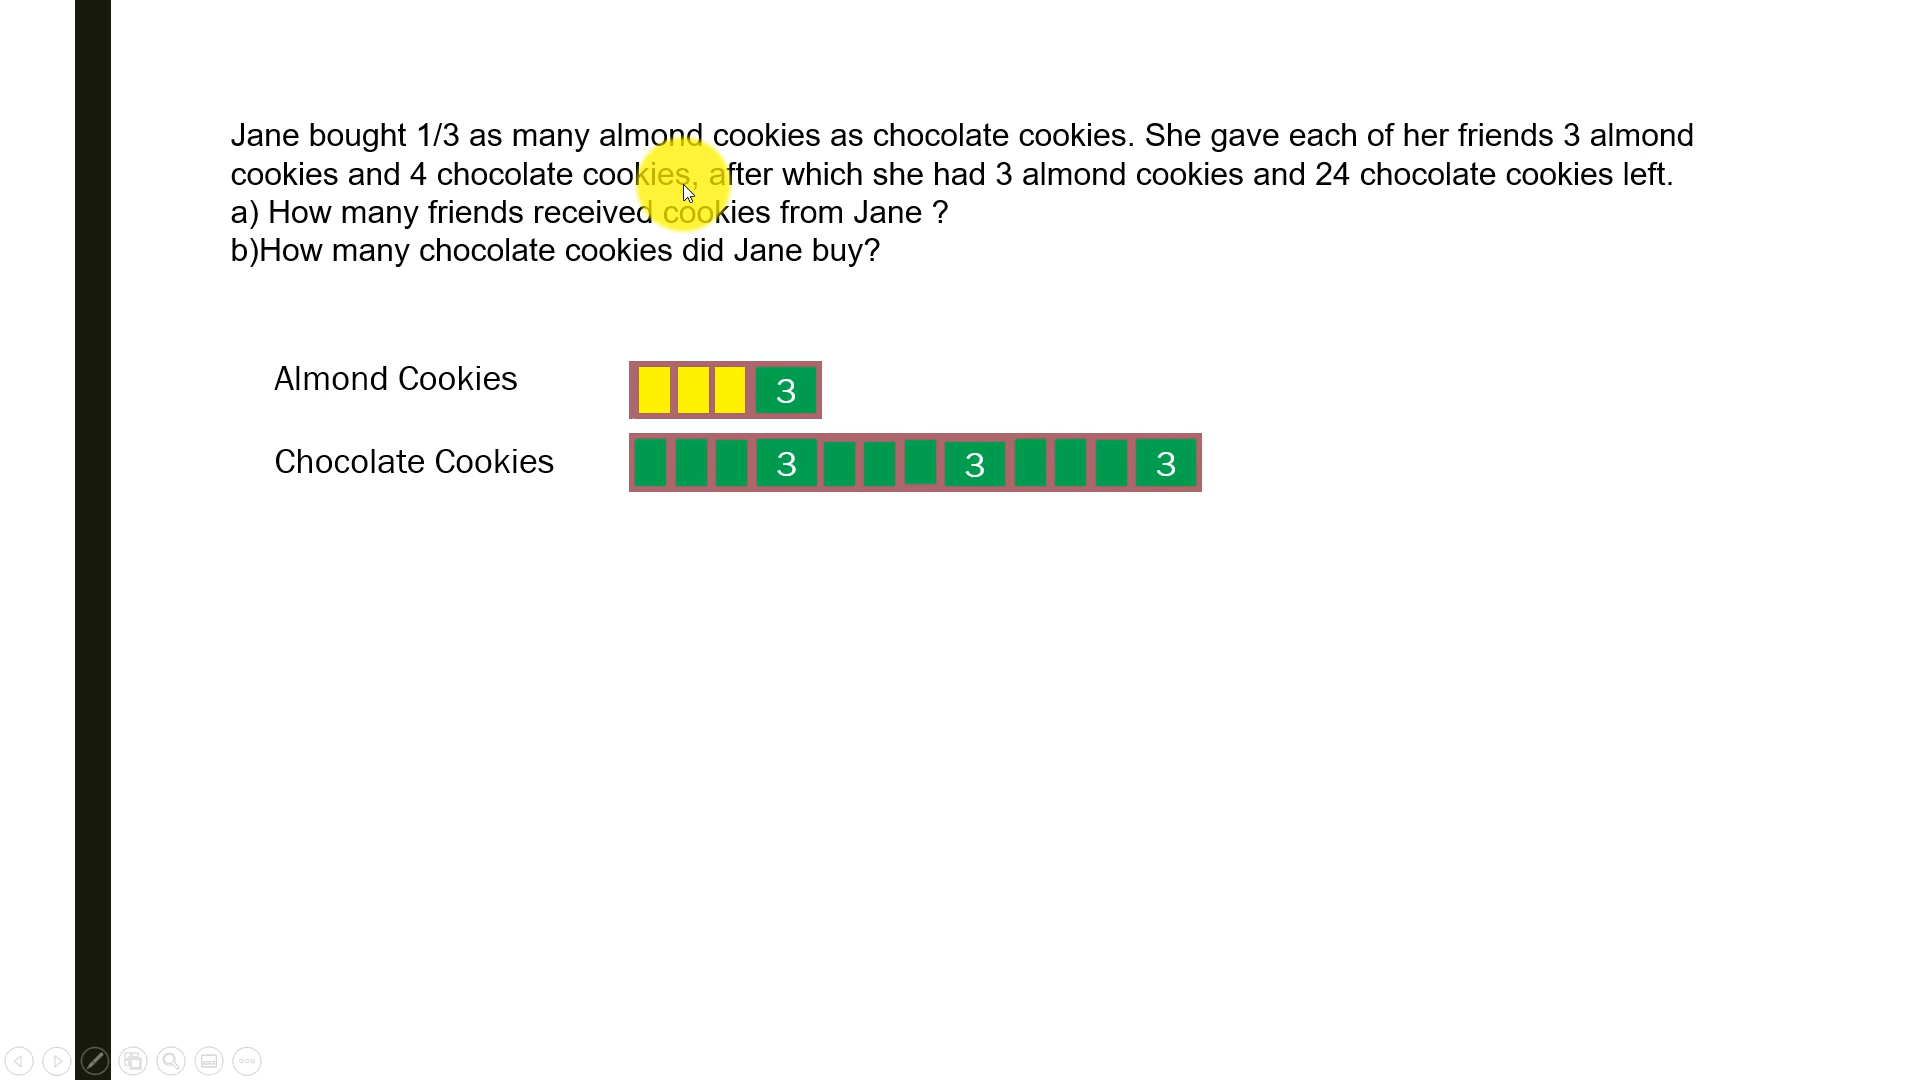 Jane bought 1/3 as many almond cookies as chocolate cookies. She gave each of her friends 3 almond
cookies and 4 chocolate cookies, after which she had 3 almond cookies and 24 chocolate cookies left.
a) How many friends received cookies from Jane ?
b)How many chocolate cookies did Jane buy?
Almond Cookies 3
Chocolate Cookies 3 3 3